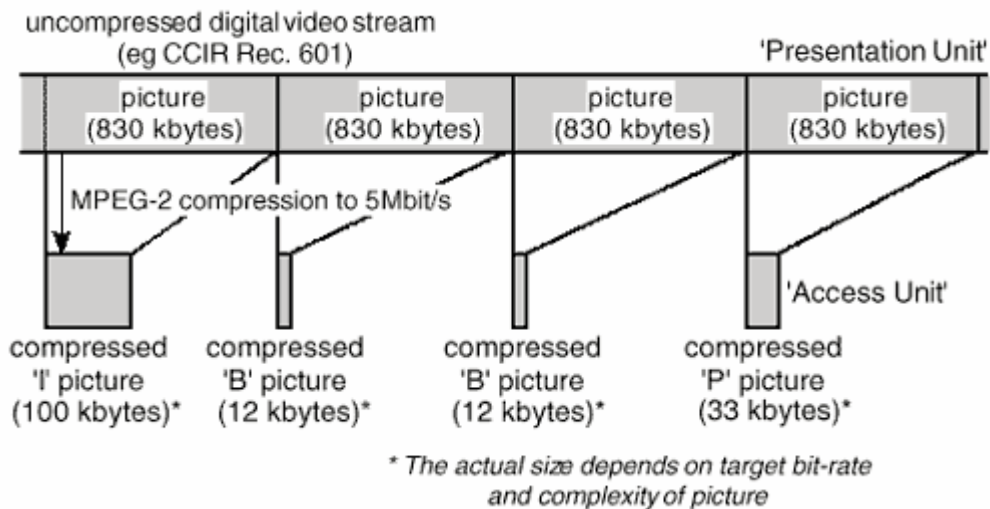 uncompressed digital video stream
(eg CCIR Rec. 601)
'Presentation Unit'
picture
(830 kbytes)
picture
(830 kbytes)
picture
(830 kbytes)
picture
(830 kbytes)
MPEG-2 compression to 5Mbit/s
'Access Unit'
compressed
'I' picture
(100 kbytes)*
compressed
'B' picture
(12 kbytes)*
compressed
'B' picture
(12 kbytes)*
compressed
'P' picture
(33 kbytes)*
* The actual size depends on target bit-rate
and complexity of picture